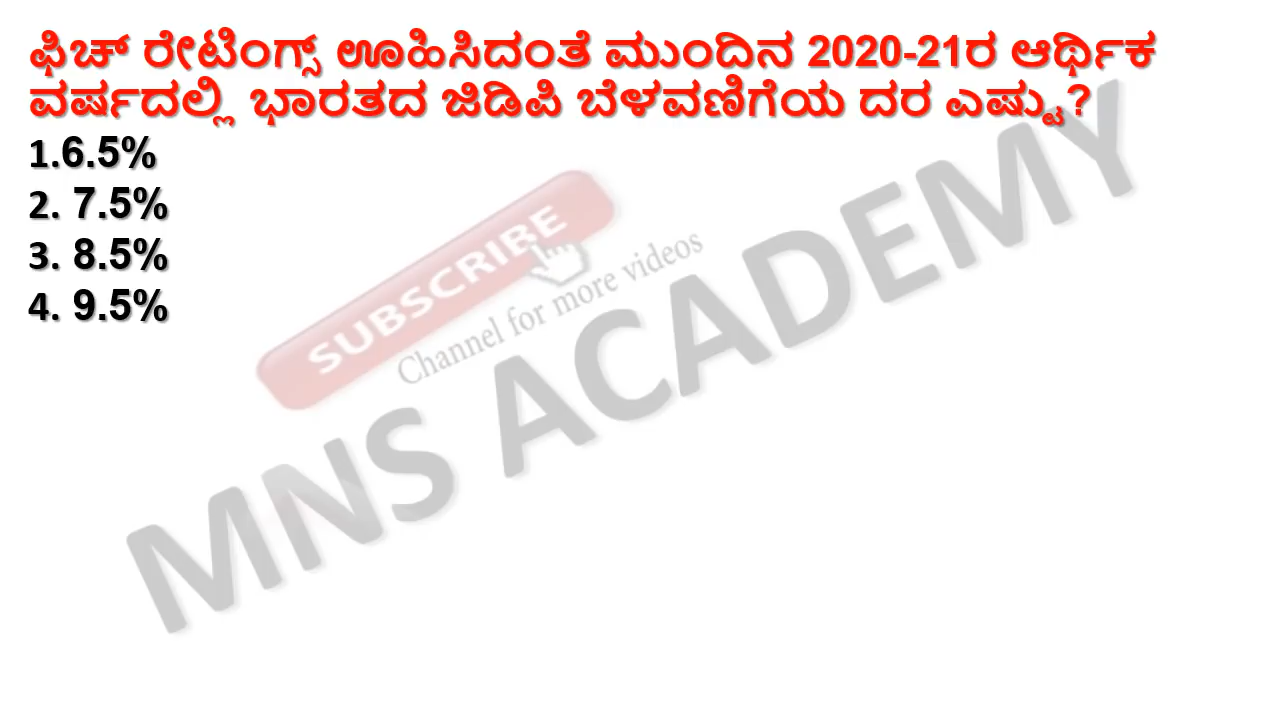 ಫಿಚ್ ರೇಟಿಂಗ್ಸ್ ಊಹಿಸಿದಂತೆ ಮುಂದಿನ 2020-21ರ ಆರ್ಥಿಕ
ವರ್ಷದಲ್ಲಿ ಭಾರತದ ಜಿಡಿಪಿ ಬೆಳವಣಿಗೆಯ ದರ ಎಷ್ಟು?
1.6.5%
2. 7.5%
3. 8.5%
4. 9.5%
SUBSCRIBE
Channel for more videos
MNS ACADEMY